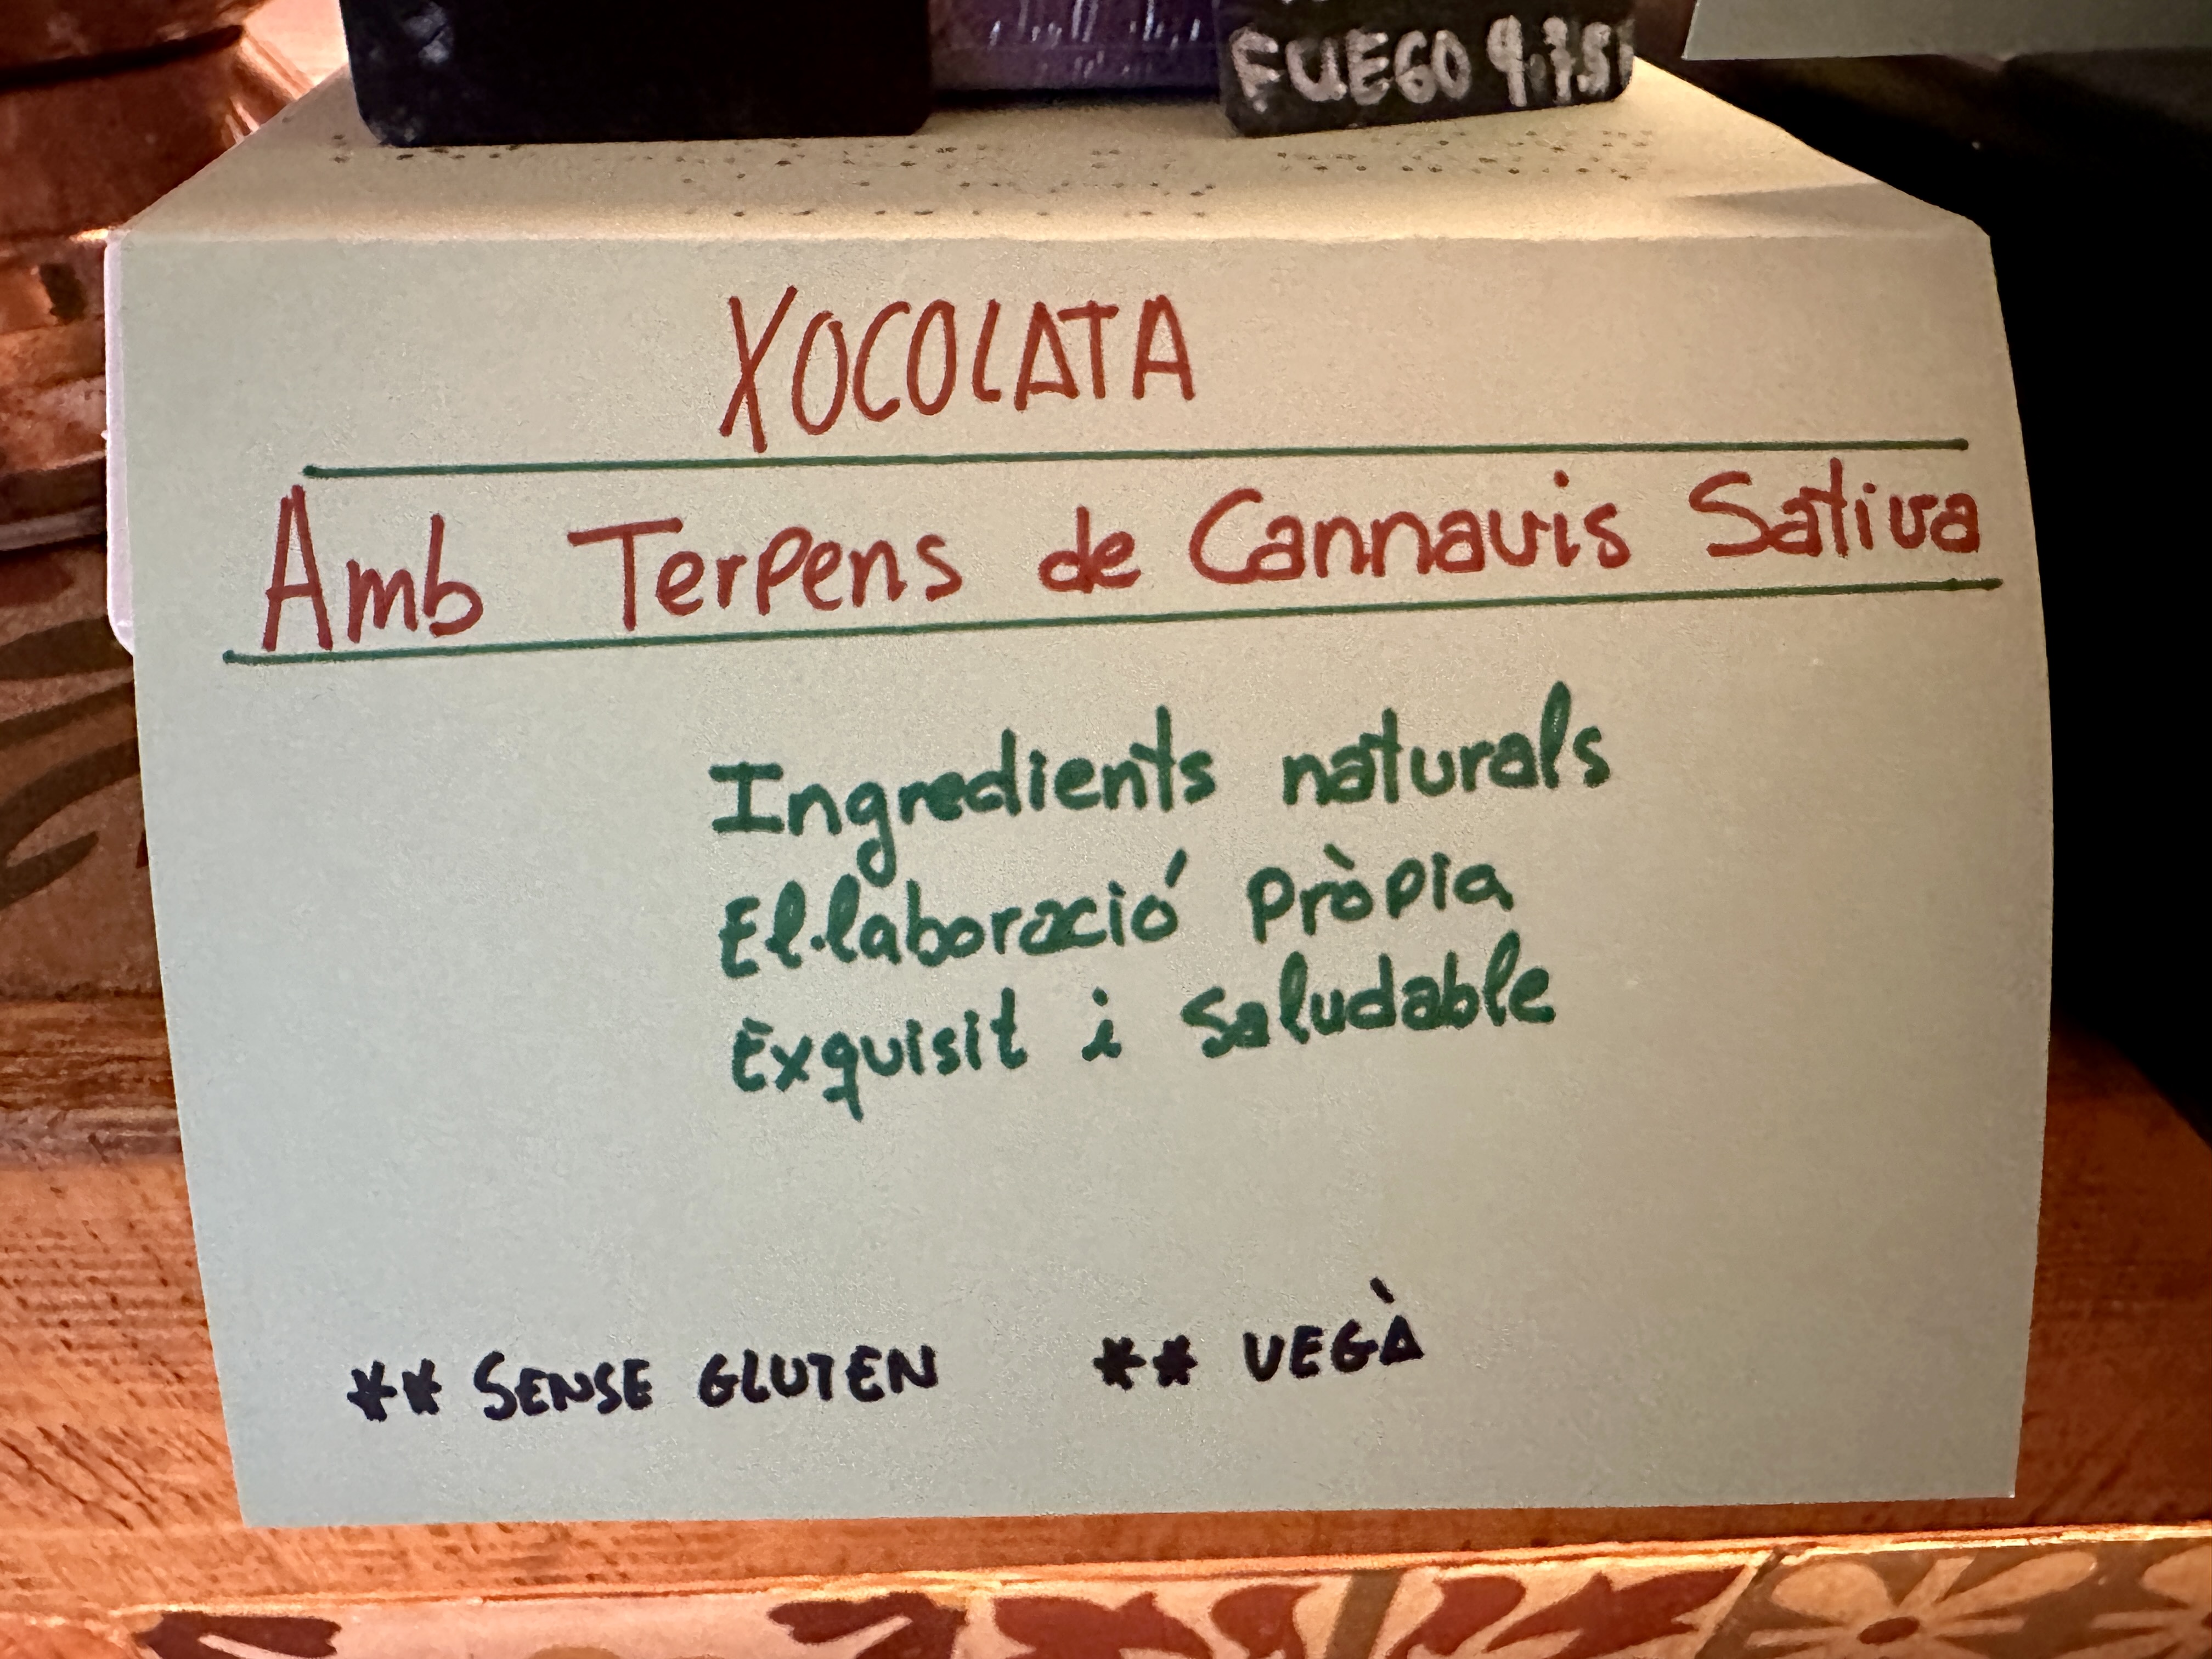 FUEGO
XOCOLATA
Amb Terpens de Cannavis Sativa
Ingredients naturals
El·laboració pròpia
Exquisit i saludable
** SENSE GLUTEN ** VEGÀ